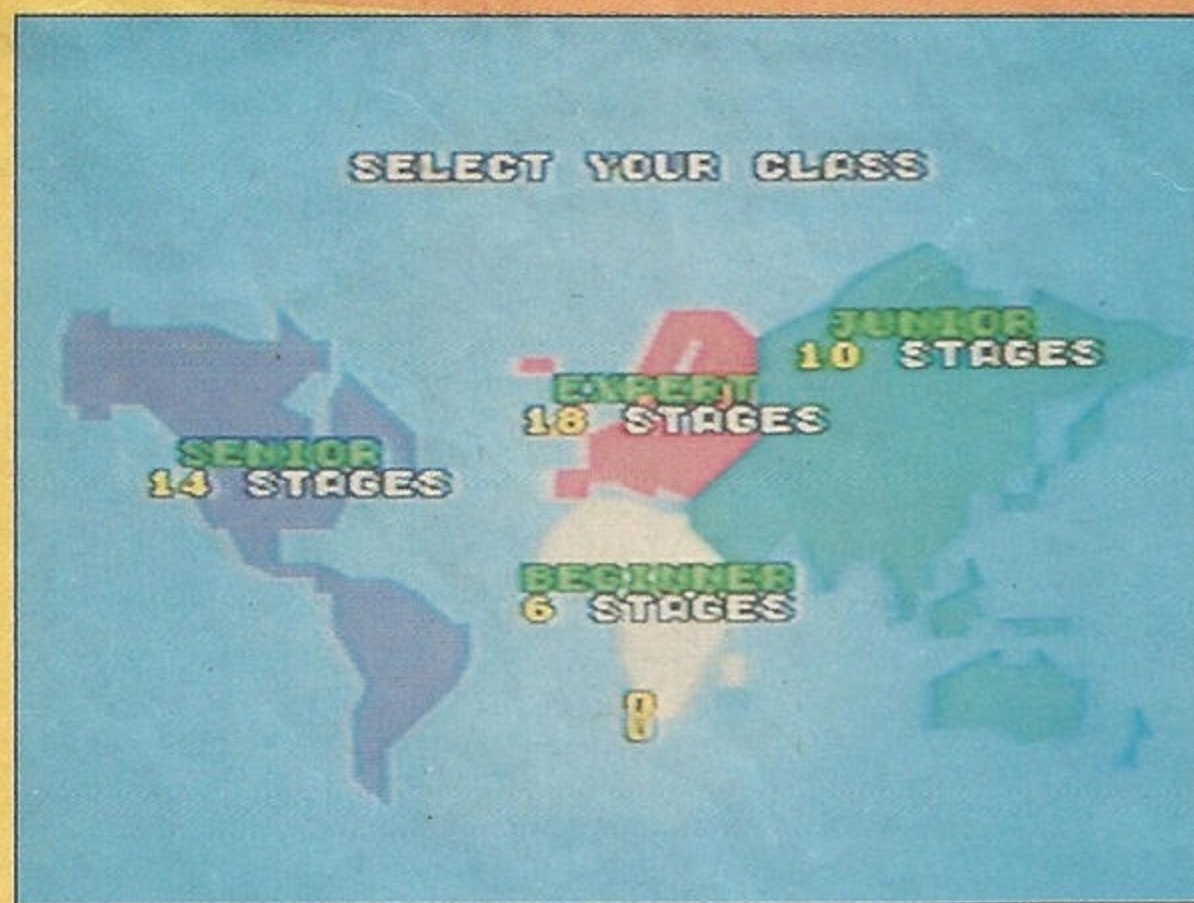 SELECT YOUR CLASS
JUNIOR
10 STAGES
EXPERT
18 STAGES
SENIOR
14 STAGES
BEGINNER
6 STAGES